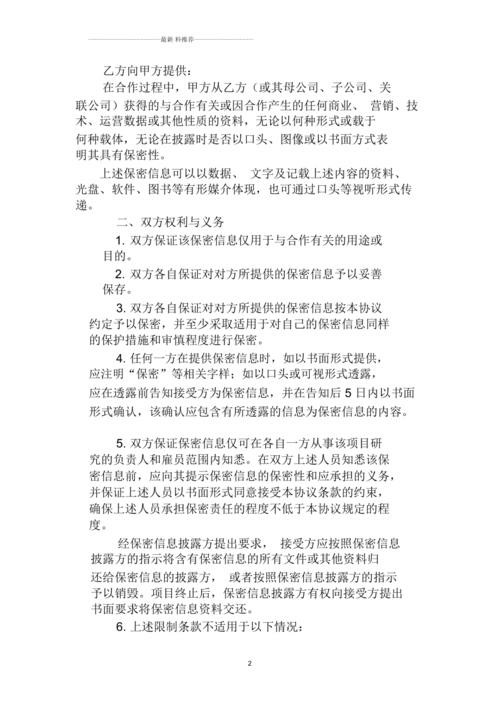 最新 料推荐
乙方向甲方提供：
在合作过程中，甲方从乙方（或其母公司、子公司、关
联公司）获得的与合作有关或因合作产生的任何商业、 营销、技
术、运营数据或其他性质的资料，无论以何种形式或载于
何种载体，无论在披露时是否以口头、图像或以书面方式表
明其具有保密性。
上述保密信息可以以数据、 文字及记载上述内容的资料、
光盘、软件、图书等有形媒介体现，也可通过口头等视听形式传
递。
二、双方权利与义务
1. 双方保证该保密信息仅用于与合作有关的用途或
目的。
2. 双方各自保证对对方所提供的保密信息予以妥善
保存。
3. 双方各自保证对对方所提供的保密信息按本协议
约定予以保密，并至少采取适用于对自己的保密信息同样
的保护措施和审慎程度进行保密。
4. 任何一方在提供保密信息时，如以书面形式提供，
应注明“保密”等相关字样；如以口头或可视形式透露，
应在透露前告知接受方为保密信息，并在告知后 5 日内以书面
形式确认，该确认应包含有所透露的信息为保密信息的内容。
5. 双方保证保密信息仅可在各自一方从事该项目研
究的负责人和雇员范围内知悉。在双方上述人员知悉该保
密信息前，应向其提示保密信息的保密性和应承担的义务，
并保证上述人员以书面形式同意接受本协议条款的约束，
确保上述人员承担保密责任的程度不低于本协议规定的程
度。
经保密信息披露方提出要求， 接受方应按照保密信息
披露方的指示将含有保密信息的所有文件或其他资料归
还给保密信息的披露方， 或者按照保密信息披露方的指示
予以销毁。项目终止后，保密信息披露方有权向接受方提出
书面要求将保密信息资料交还。
6. 上述限制条款不适用于以下情况：
2